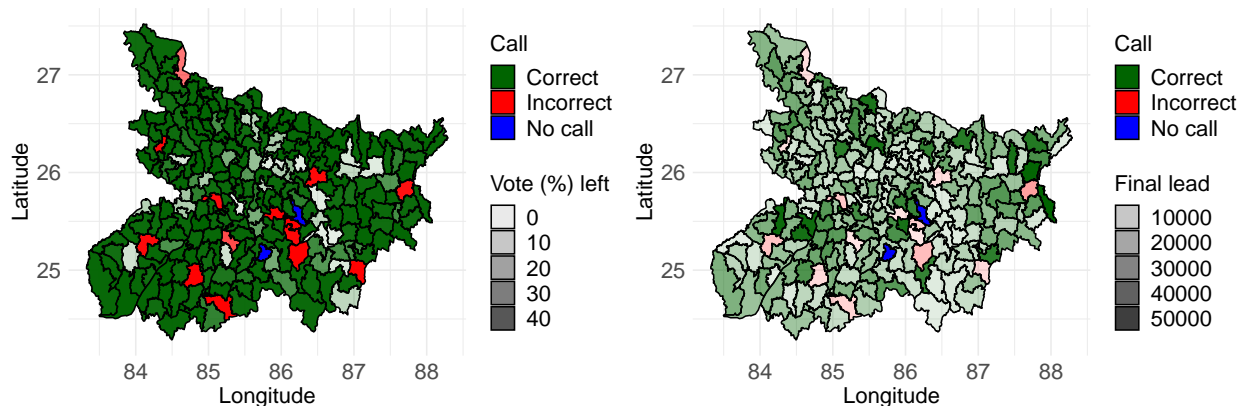 Latitude
27
26
25
84 85 86 87 88
Longitude
Call
Correct
Incorrect
No call
Vote (%) left
0
10
20
30
40
Latitude
27
26
25
84 85 86 87 88
Longitude
Call
Correct
Incorrect
No call
Final lead
10000
20000
30000
40000
50000